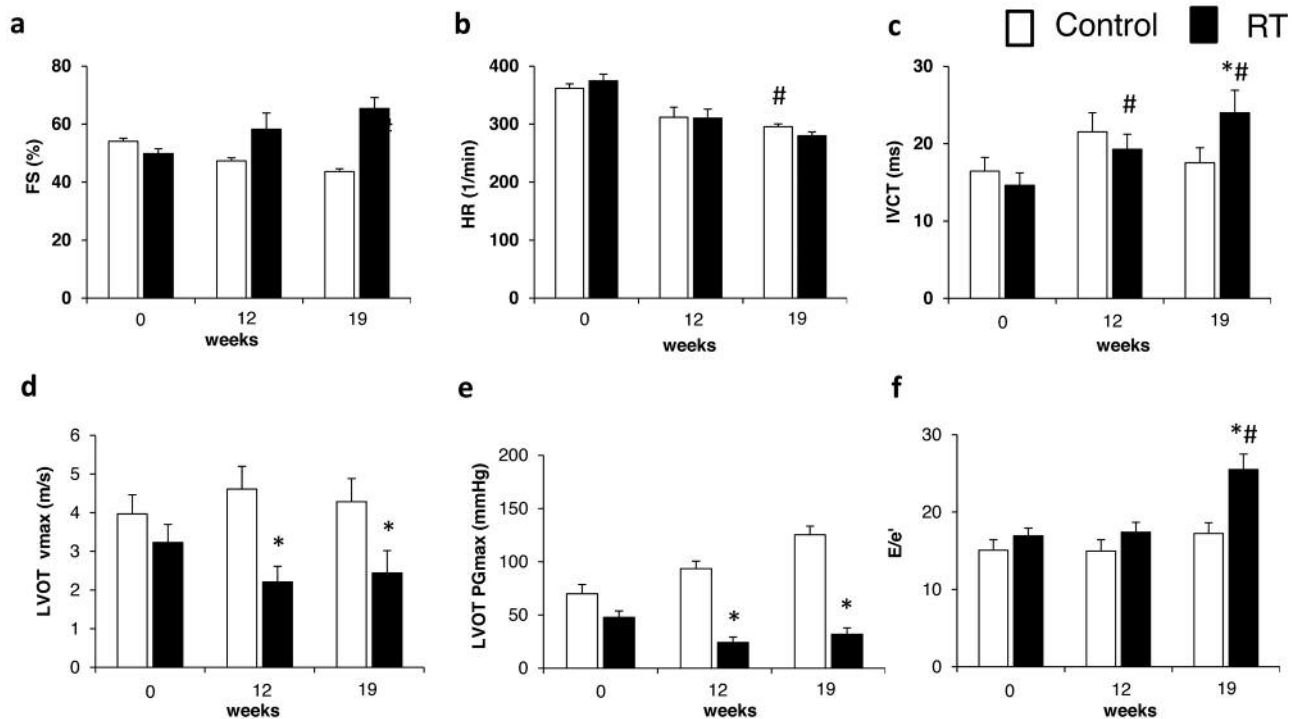 a
b
c
Control RT
FS (%)
80
60
40
20
0
0 12 19
weeks
HR (1/min)
400
300
200
100
0
#
0 12 19
weeks
IVCT (ms)
30
20
10
0
#
*#
0 12 19
weeks
d
e
f
LVOT vmax (m/s)
6
5
4
3
2
1
0
*
*
0 12 19
weeks
LVOT PGmax (mmHg)
200
150
100
50
0
*
*
0 12 19
weeks
E/e'
30
20
10
0
*#
0 12 19
weeks